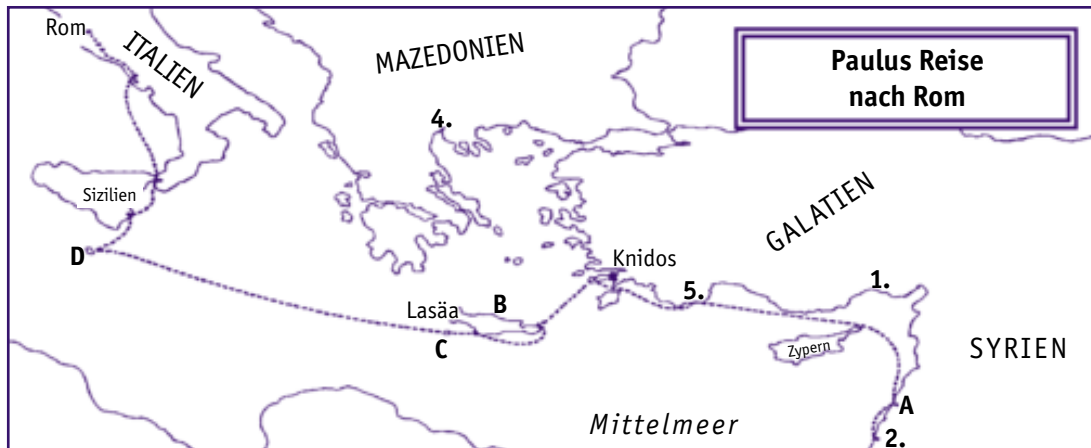 Rom
ITALIEN
MAZEDONIEN
Paulus Reise
nach Rom
4.
Sizilien
GALATIEN
D
Knidos
1.
5.
Lasäa
B
C
Zypern
SYRIEN
A
Mittelmeer
2.